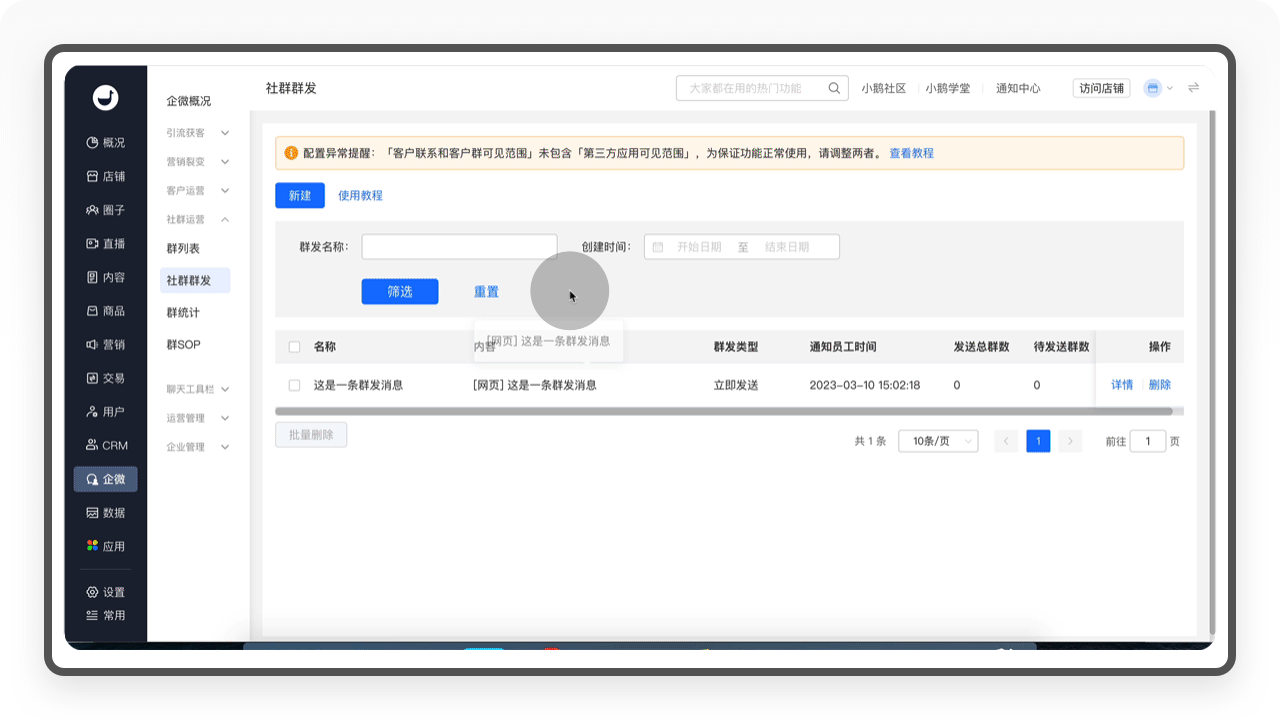 社群群发
大家都在用的热门功能
小鹅社区
小鹅学堂
通知中心
访问店铺
概况
店铺
圈子
直播
内容
商品
营销
交易
用户
CRM
企微
数据
应用
设置
常用
企微概况
引流获客
营销裂变
客户运营
社群运营
群列表
社群群发
群统计
群SOP
聊天工具栏
运营管理
企业管理
配置异常提醒:「客户联系和客户群可见范围」未包含「第三方应用可见范围」,为保证功能正常使用,请调整两者。 查看教程
新建 使用教程
群发名称: 创建时间: 开始日期 至 结束日期
筛选 重置
[网页] 这是一条群发消息
名称 内容 群发类型 通知员工时间 发送总群数 待发送群数 操作
这是一条群发消息 [网页] 这是一条群发消息 立即发送 2023-03-10 15:02:18 0 0 详情 删除
批量删除
共 1 条 10条/页 1 前往 1 页